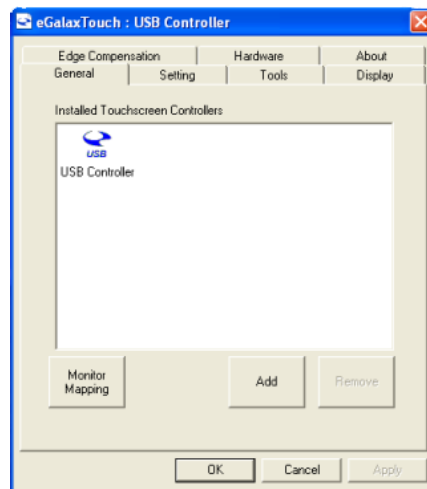 eGalaxTouch : USB Controller
Edge Compensation Hardware About
General Setting Tools Display
Installed Touchscreen Controllers
USB
USB Controller
Monitor
Mapping
Add
Remove
OK Cancel Apply